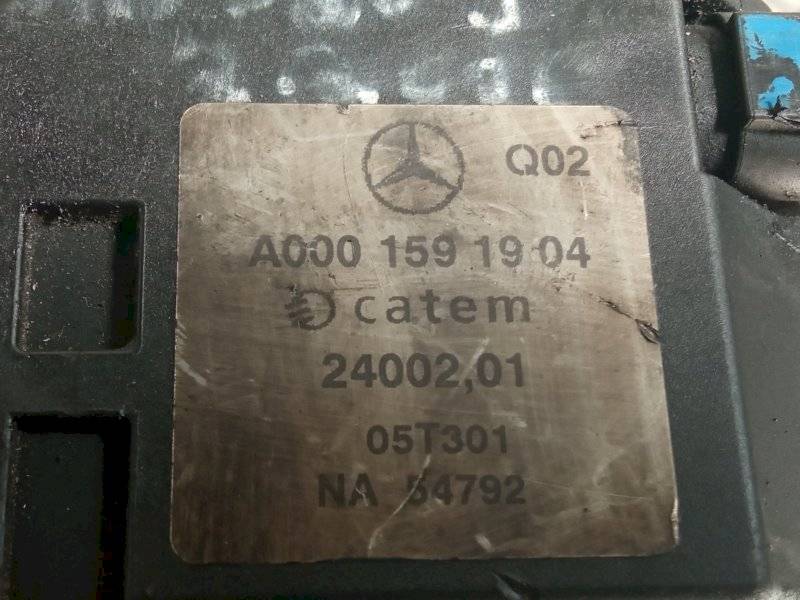 Q02
A000 159 19 04
catem
24002,01
05T301
NA 54792